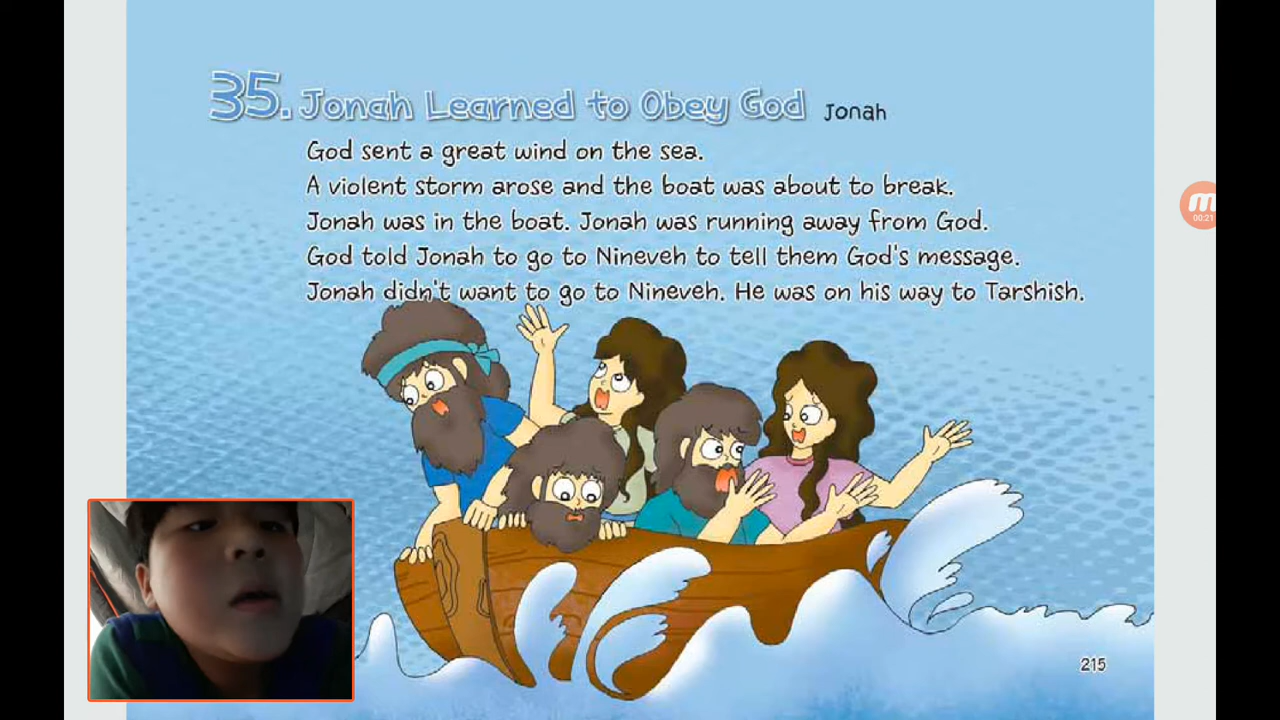 35. Jonah Learned to Obey God Jonah
God sent a great wind on the sea.
A violent storm arose and the boat was about to break.
Jonah was in the boat. Jonah was running away from God.
God told Jonah to go to Nineveh to tell them God's message.
Jonah didn't want to go to Nineveh. He was on his way to Tarshish.
M
00:21
215